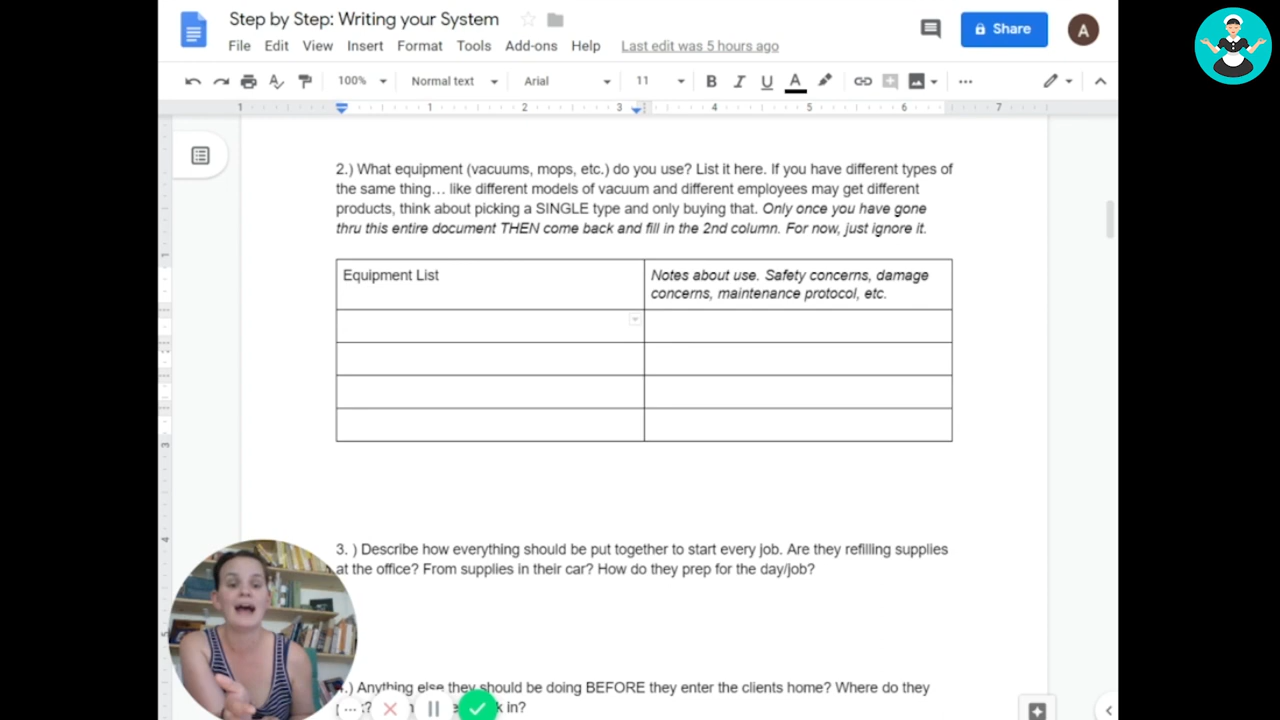 Step by Step: Writing your System
File Edit View Insert Format Tools Add-ons Help Last edit was 5 hours ago
Share
A
100% Normal text Arial 11 B I U A
1 1 2 3 4 5 6 7
2.) What equipment (vacuums, mops, etc.) do you use? List it here. If you have different types of
the same thing… like different models of vacuum and different employees may get different
products, think about picking a SINGLE type and only buying that. Only once you have gone
thru this entire document THEN come back and fill in the 2nd column. For now, just ignore it.
Equipment List
Notes about use. Safety concerns, damage
concerns, maintenance protocol, etc.
3. ) Describe how everything should be put together to start every job. Are they refilling supplies
at the office? From supplies in their car? How do they prep for the day/job?
.) Anything else they should be doing BEFORE they enter the clients home? Where do they
in?